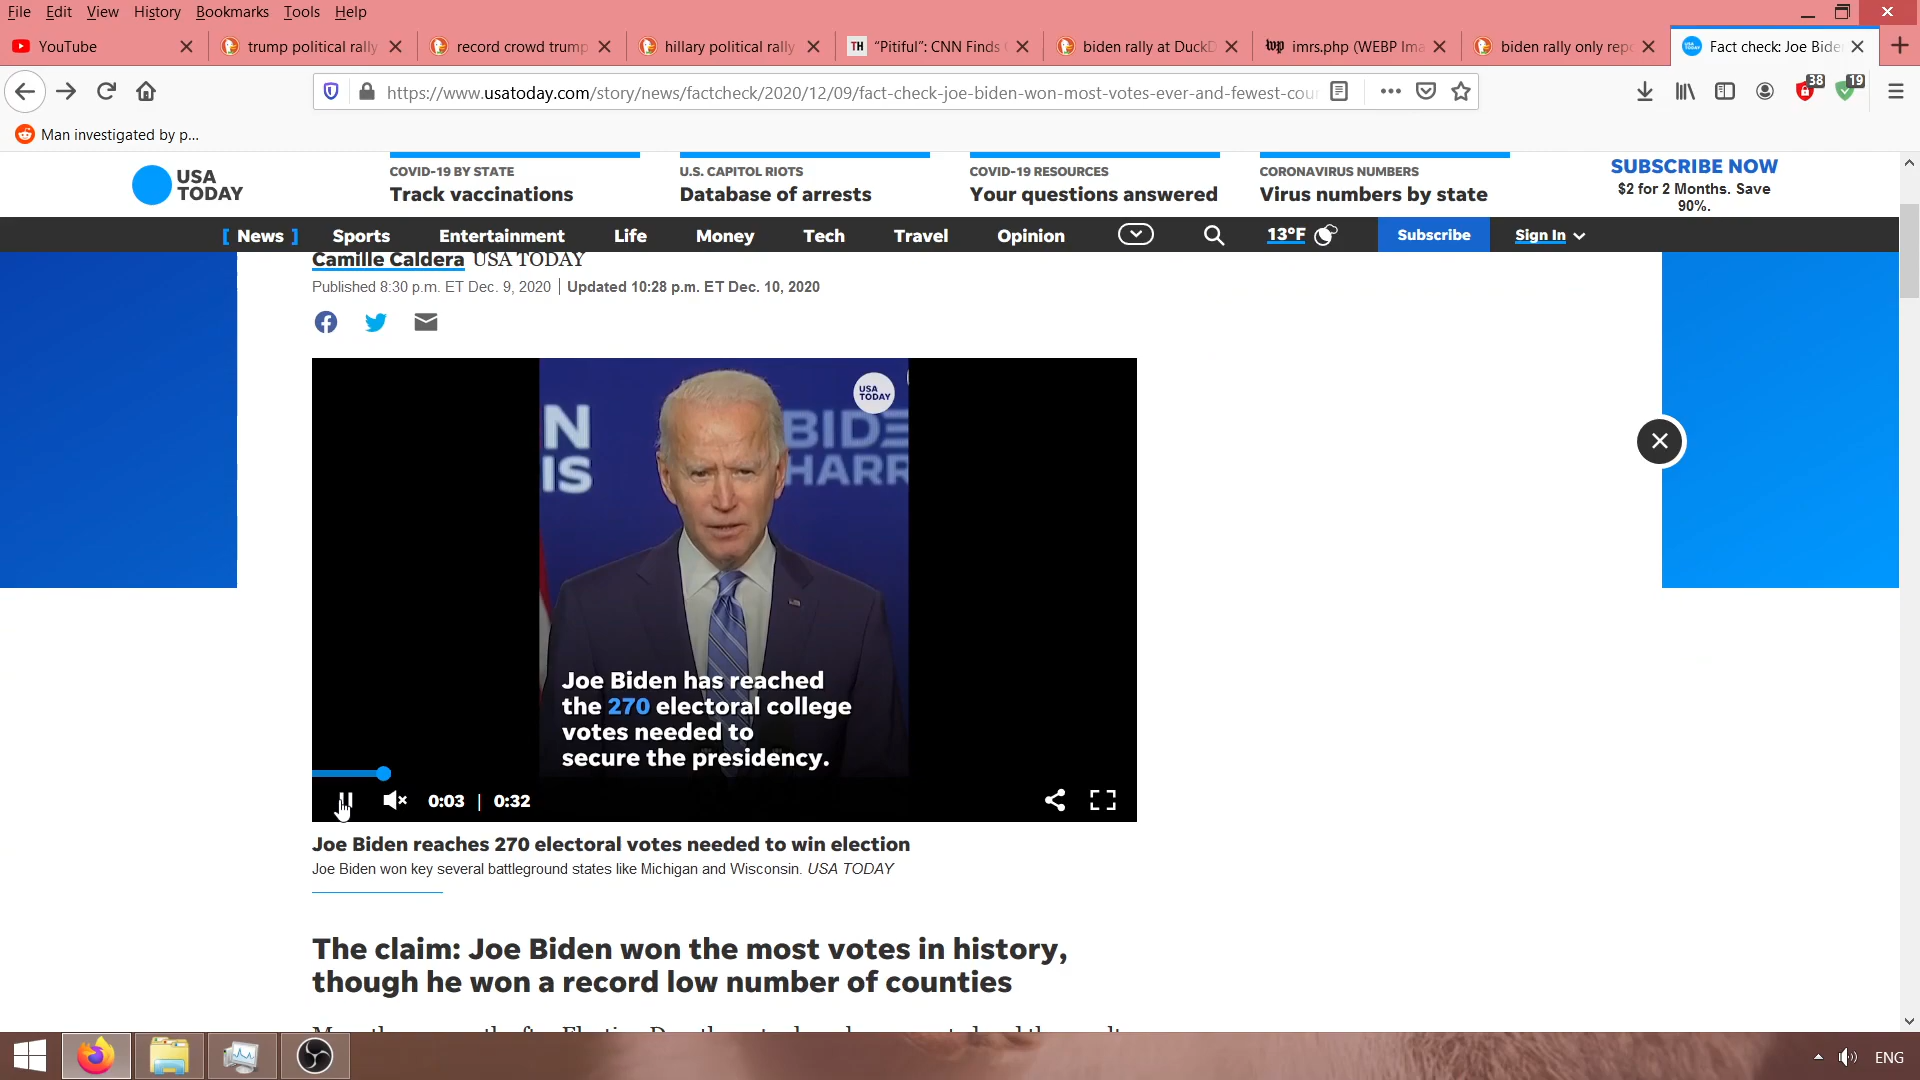 File Edit View History Bookmarks Tools Help
YouTube
trump political rally
record crowd trump
hillary political rally
"Pitiful": CNN Finds
biden rally at DuckD
imrs.php (WEBP Ima
biden rally only repo
Fact check: Joe Biden
https://www.usatoday.com/story/news/factcheck/2020/12/09/fact-check-joe-biden-won-most-votes-ever-and-fewest-cou
38
19
Man investigated by p...
USA
TODAY
COVID-19 BY STATE
Track vaccinations
U.S. CAPITOL RIOTS
Database of arrests
COVID-19 RESOURCES
Your questions answered
CORONAVIRUS NUMBERS
Virus numbers by state
SUBSCRIBE NOW
$2 for 2 Months. Save
90%.
[ News ] Sports Entertainment Life Money Tech Travel Opinion 13°F Subscribe Sign In
Camille Caldera USA TODAY
Published 8:30 p.m. ET Dec. 9, 2020 | Updated 10:28 p.m. ET Dec. 10, 2020
USA
TODAY
N
IS
BIDE
HARR
Joe Biden has reached
the 270 electoral college
votes needed to
secure the presidency.
0:03 | 0:32
Joe Biden reaches 270 electoral votes needed to win election
Joe Biden won key several battleground states like Michigan and Wisconsin. USA TODAY
The claim: Joe Biden won the most votes in history,
though he won a record low number of counties
ENG